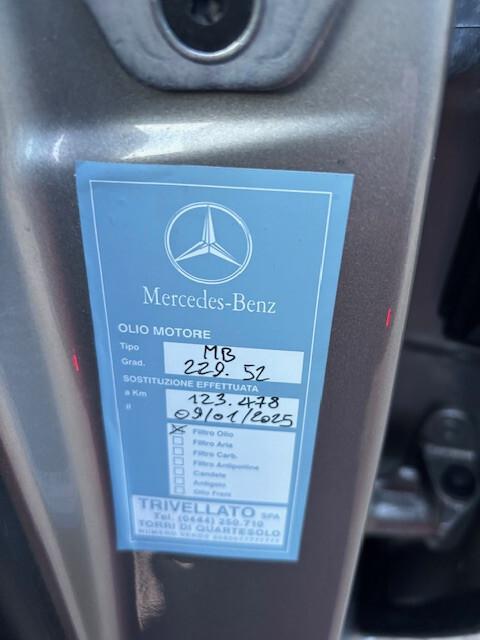 Mercedes-Benz
OLIO MOTORE
Tipo MB
Grad. 229.52
SOSTITUZIONE EFFETTUATA
a Km 123.478
il 09/01/2025
Filtro Olio
Filtro Aria
Filtro Carb.
Filtro Antipolline
Candele
Antigelo
Olio Freni
TRIVELLATO SPA
Tel. (0444) 250.710
TORRI DI QUARTESOLO
NUMERO VERDE